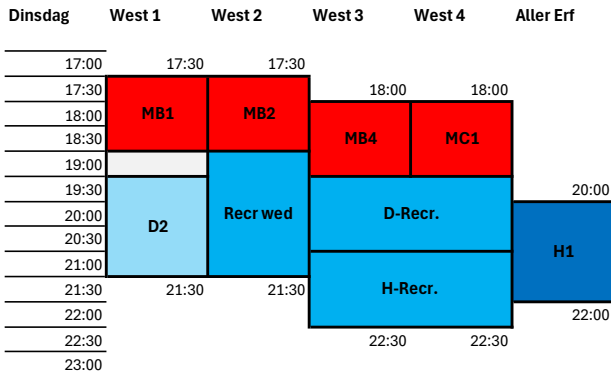 Dinsdag West 1 West 2 West 3 West 4 Aller Erf
17:00 17:30 17:30
17:30 18:00 18:00
18:00 MB1 MB2
18:30 MB4 MC1
19:00
19:30 20:00
20:00 D2 Recr wed D-Recr.
20:30
21:00 H1
21:30 21:30 21:30 H-Recr.
22:00 22:00
22:30 22:30 22:30
23:00